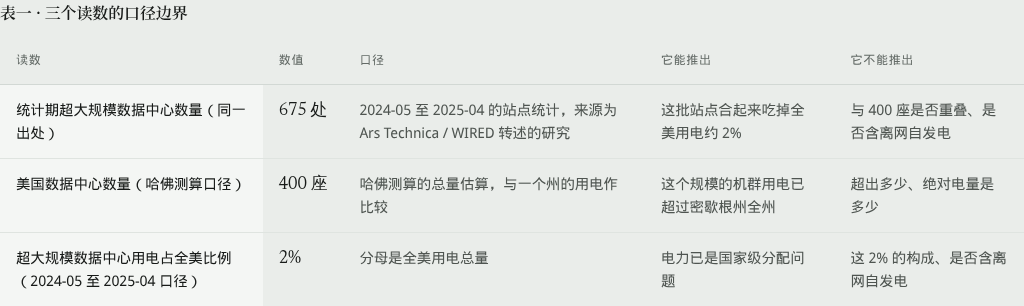 表一 · 三个读数的口径边界
读数 数值 口径 它能推出 它不能推出
统计期超大规模数据中心数量（同一出处） 675 处 2024-05 至 2025-04 的站点统计，来源为 Ars Technica / WIRED 转述的研究 这批站点合起来吃掉全美用电约 2% 与 400 座是否重叠、是否含离网自发电
美国数据中心数量（哈佛测算口径） 400 座 哈佛测算的总量估算，与一个州的用电作比较 这个规模的机群用电已超过密歇根州全州 超出多少、绝对电量是多少
超大规模数据中心用电占全美比例（2024-05 至 2025-04 口径） 2% 分母是全美用电总量 电力已是国家级分配问题 这 2% 的构成、是否含离网自发电